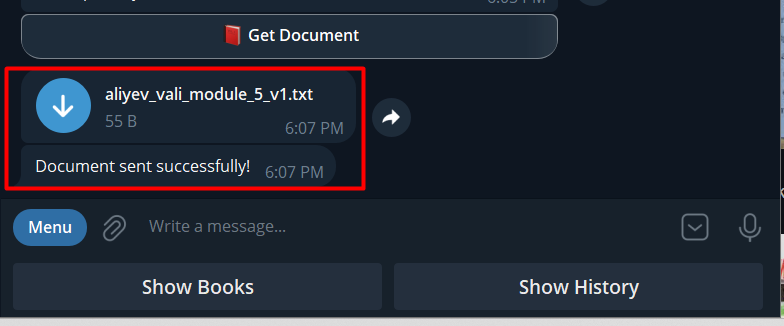 Get Document
aliyev_vali_module_5_v1.txt
55 B
6:07 PM
Document sent successfully!
6:07 PM
Menu
Write a message...
Show Books
Show History